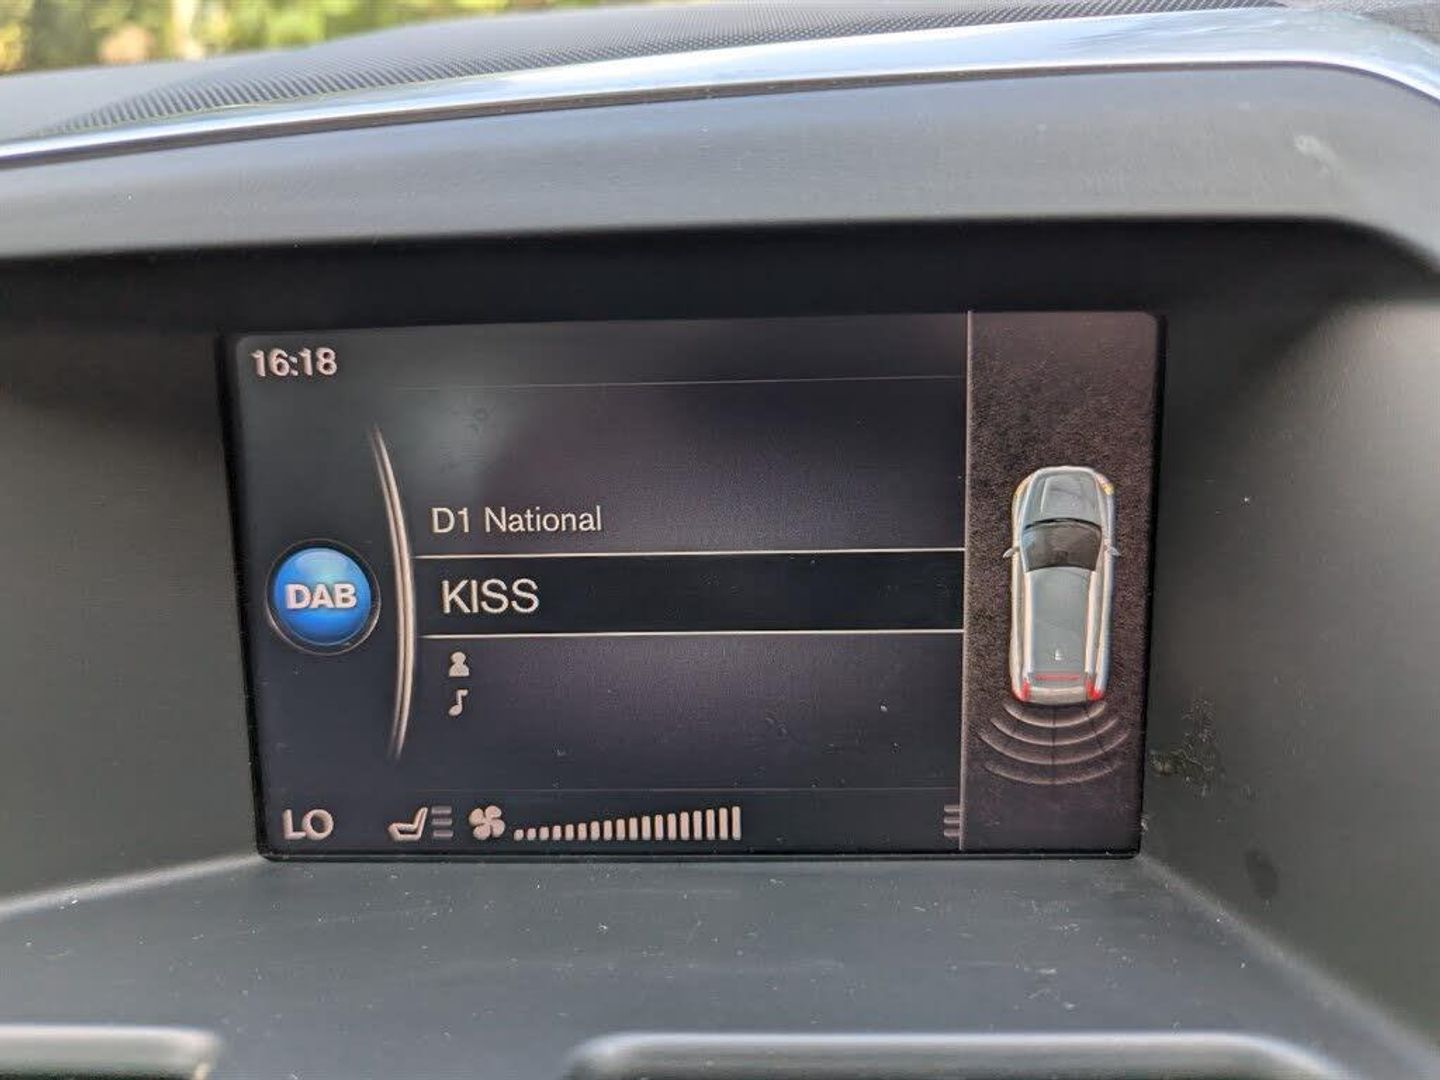 16:18
D1 National
DAB
KISS
LO